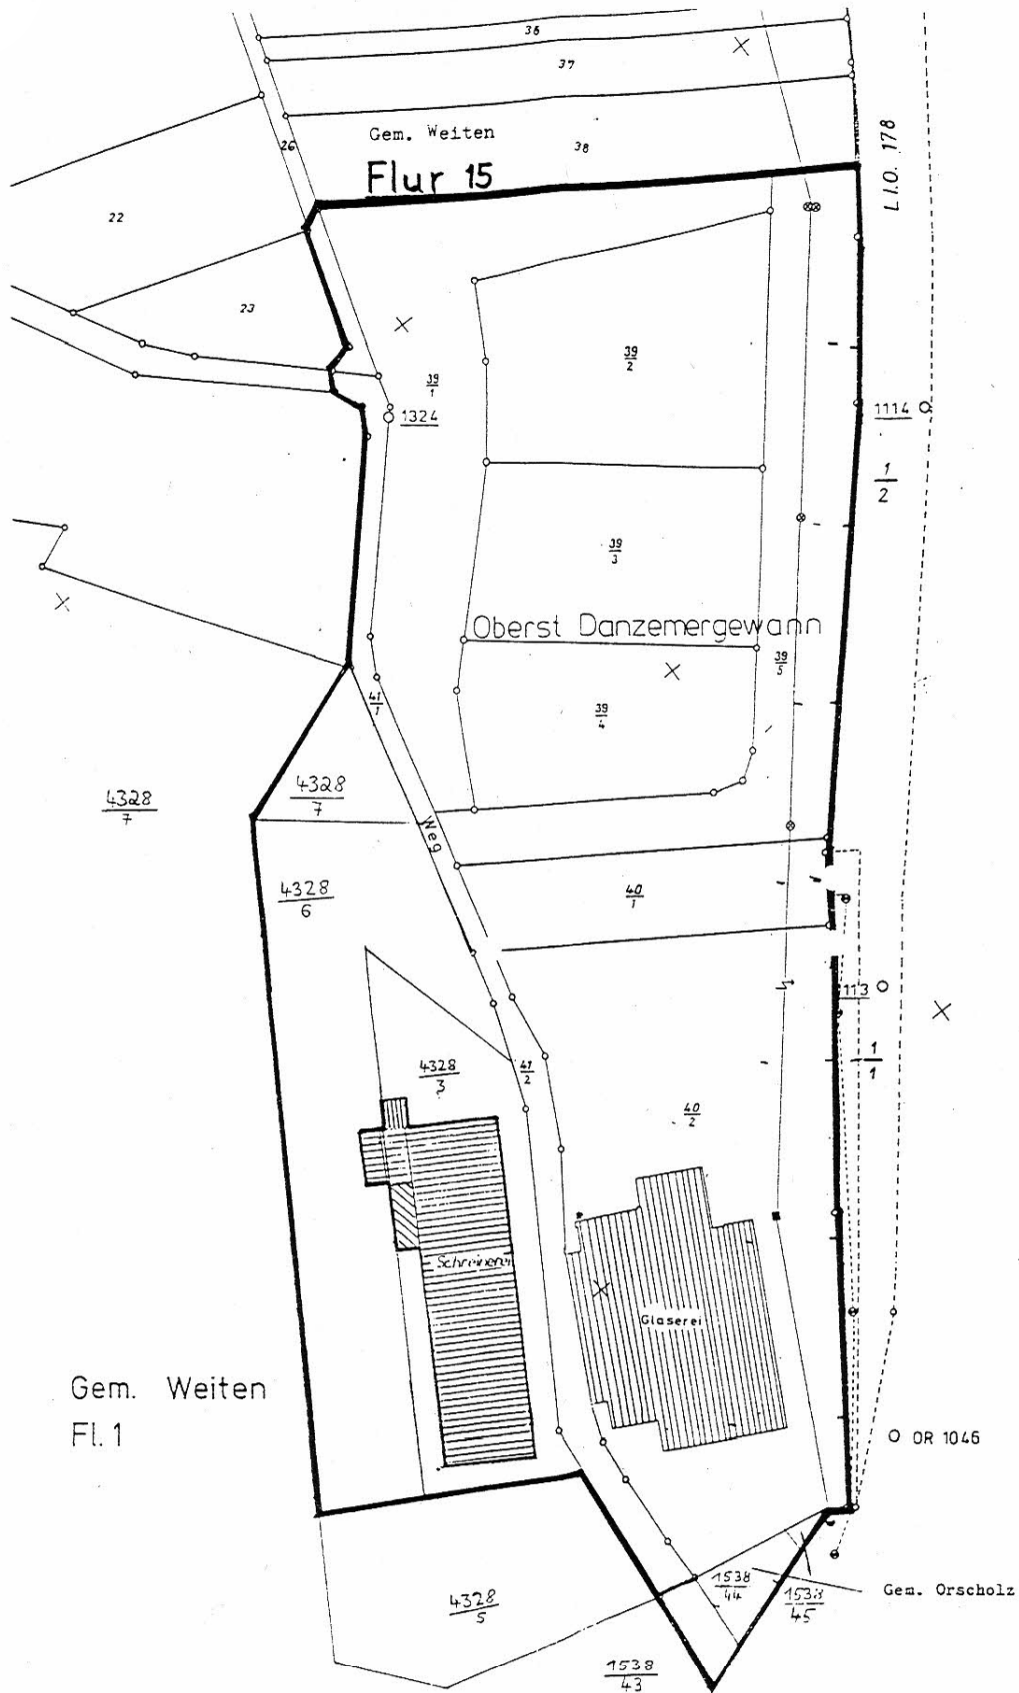 36
37
Gem. Weiten
38
26
Flur 15
L.I.O. 178
22
23
39/2
39/1
1324
1114
1/2
39/3
Oberst Danzemergewann
39/5
41/1
39/4
4328/7
4328/7
Weg
4328/6
40/1
1113
1/1
4328/3
41/2
40/2
Schreinerei
Glaserei
Gem. Weiten
Fl. 1
OR 1046
1538/44
1538/45
Gem. Orscholz
4328/5
1538/43